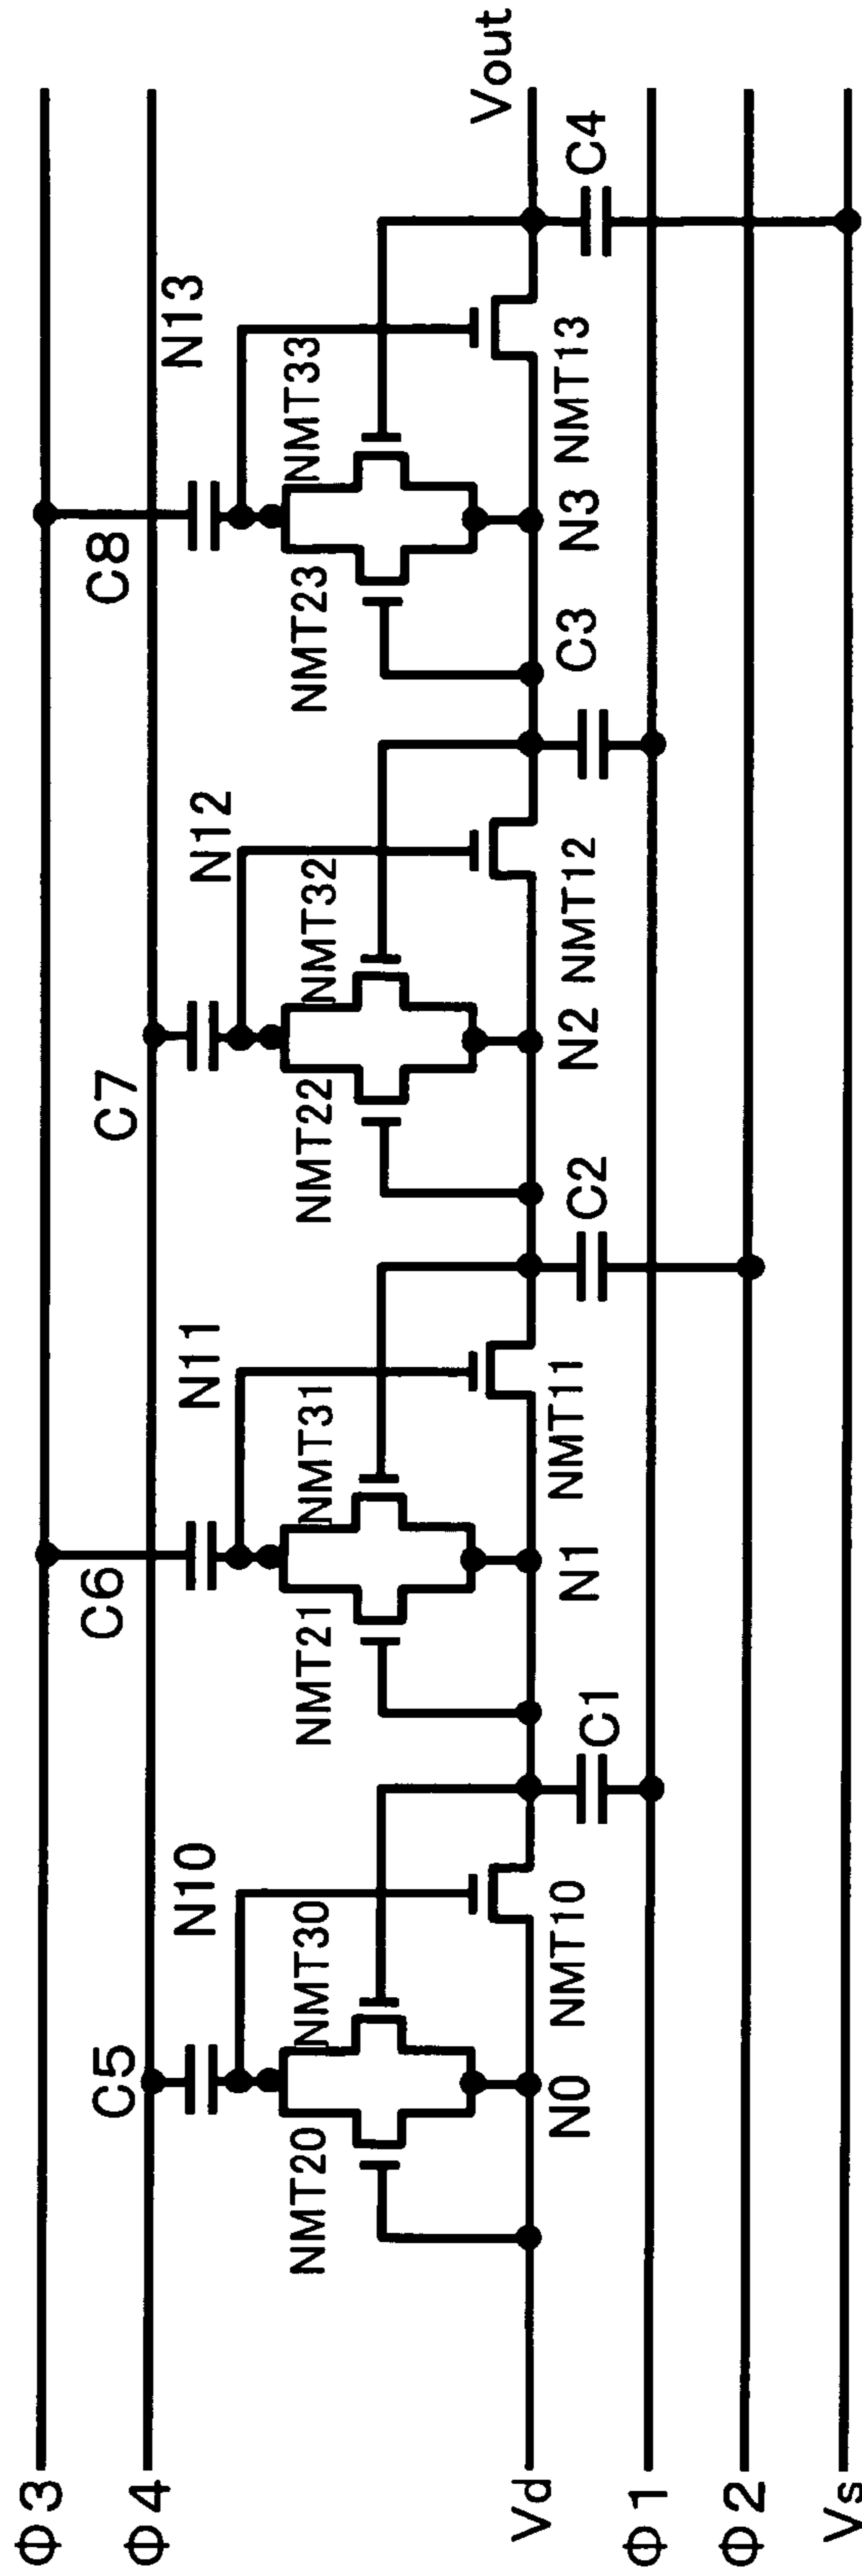 Φ3
Φ4
Vd
Φ1
Φ2
Vs
C5
N10
NMT20
NMT30
N0
NMT10
C1
C6
N11
NMT21
NMT31
N1
NMT11
C2
C7
N12
NMT22
NMT32
N2
NMT12
C3
C8
N13
NMT23
NMT33
N3
NMT13
C4
Vout